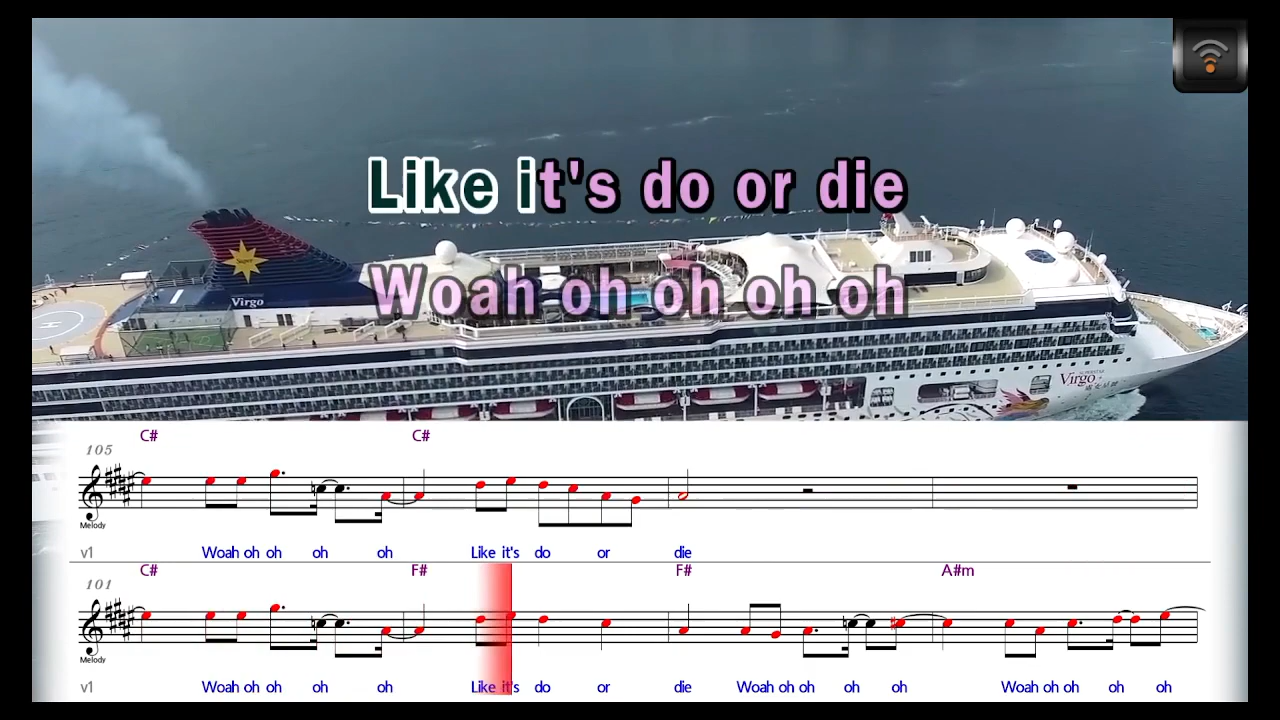 Like it's do or die
Woah oh oh oh oh
Virgo
SUPERSTAR
Virgo
C# C#
105
Melody
v1 Woah oh oh oh oh Like it's do or die
C# F# F# A#m
101
Melody
v1 Woah oh oh oh oh Like it's do or die Woah oh oh oh oh Woah oh oh oh oh